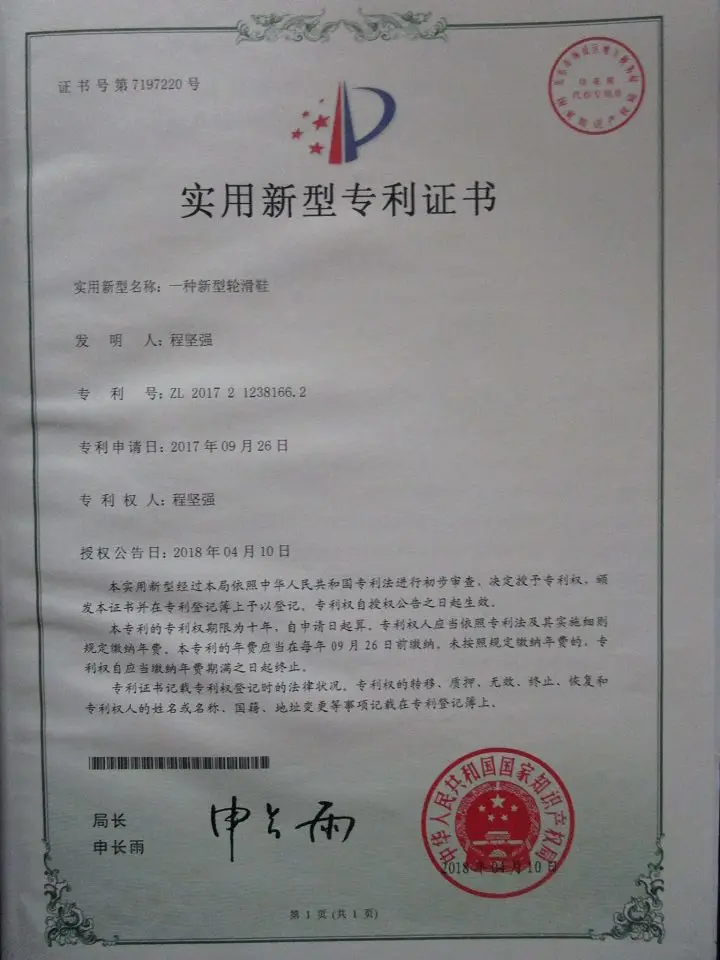 证书号第7197220号
实用新型专利证书
实用新型名称：一种新型轮滑鞋
发明人：程坚强
专利号：ZL 2017 2 1238166.2
专利申请日：2017年09月26日
专利权人：程坚强
授权公告日：2018年04月10日
本实用新型经过本局依照中华人民共和国专利法进行初步审查，决定授予专利权，颁
发本证书并在专利登记簿上予以登记。专利权自授权公告之日起生效。
本专利的专利权期限为十年，自申请日起算。专利权人应当依照专利法及其实施细则
规定缴纳年费。本专利的年费应当在每年09月26日前缴纳。未按照规定缴纳年费的，专
利权自应当缴纳年费期满之日起终止。
专利证书记载专利权登记时的法律状况。专利权的转移、质押、无效、终止、恢复和
专利权人的姓名或名称、国籍、地址变更等事项记载在专利登记簿上。
局长
申长雨
申长雨
中华人民共和国国家知识产权局
2018年04月10日
第1页(共1页)